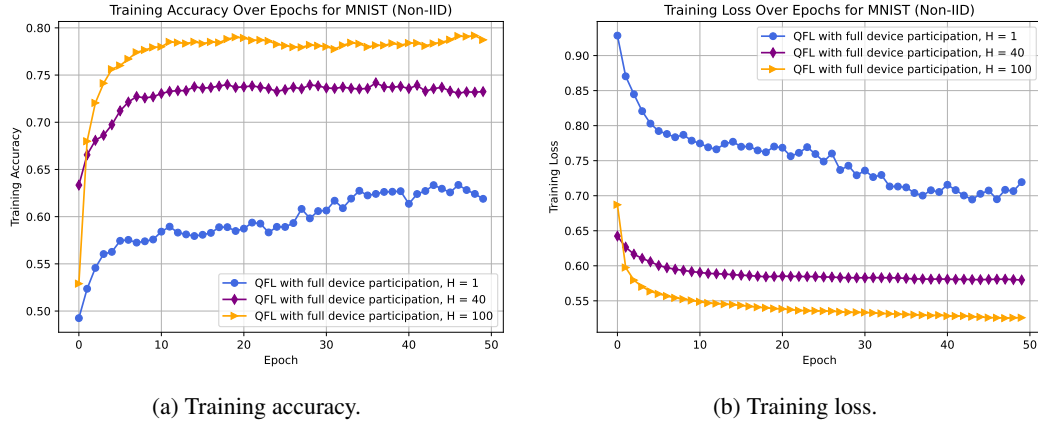 Training Accuracy Over Epochs for MNIST (Non-IID)
Training Accuracy
0.80
0.75
0.70
0.65
0.60
0.55
0.50
QFL with full device participation, H = 1
QFL with full device participation, H = 40
QFL with full device participation, H = 100
0 10 20 30 40 50
Epoch
(a) Training accuracy.
Training Loss Over Epochs for MNIST (Non-IID)
Training Loss
0.90
0.85
0.80
0.75
0.70
0.65
0.60
0.55
QFL with full device participation, H = 1
QFL with full device participation, H = 40
QFL with full device participation, H = 100
0 10 20 30 40 50
Epoch
(b) Training loss.